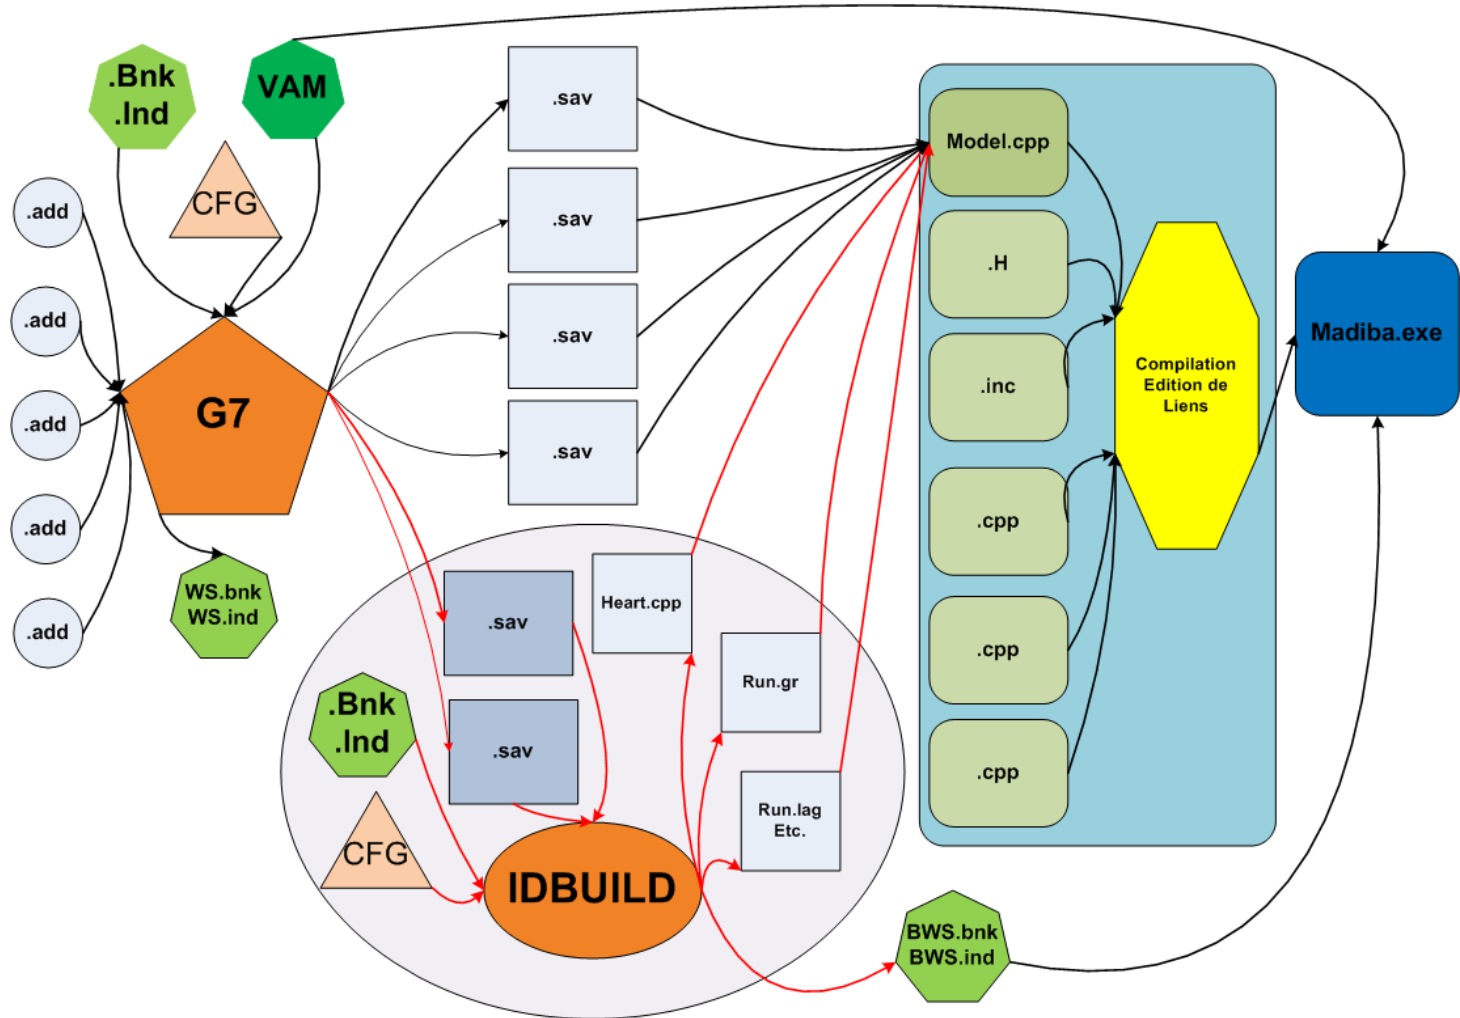 .Bnk
.Ind
VAM
CFG
.add
.add
.add
.add
.add
G7
WS.bnk
WS.ind
.sav
.sav
.sav
.sav
Model.cpp
.H
.inc
.cpp
.cpp
.cpp
Compilation
Edition de
Liens
Madiba.exe
.sav
.sav
Heart.cpp
Run.gr
Run.lag
Etc.
.Bnk
.Ind
CFG
IDBUILD
BWS.bnk
BWS.ind